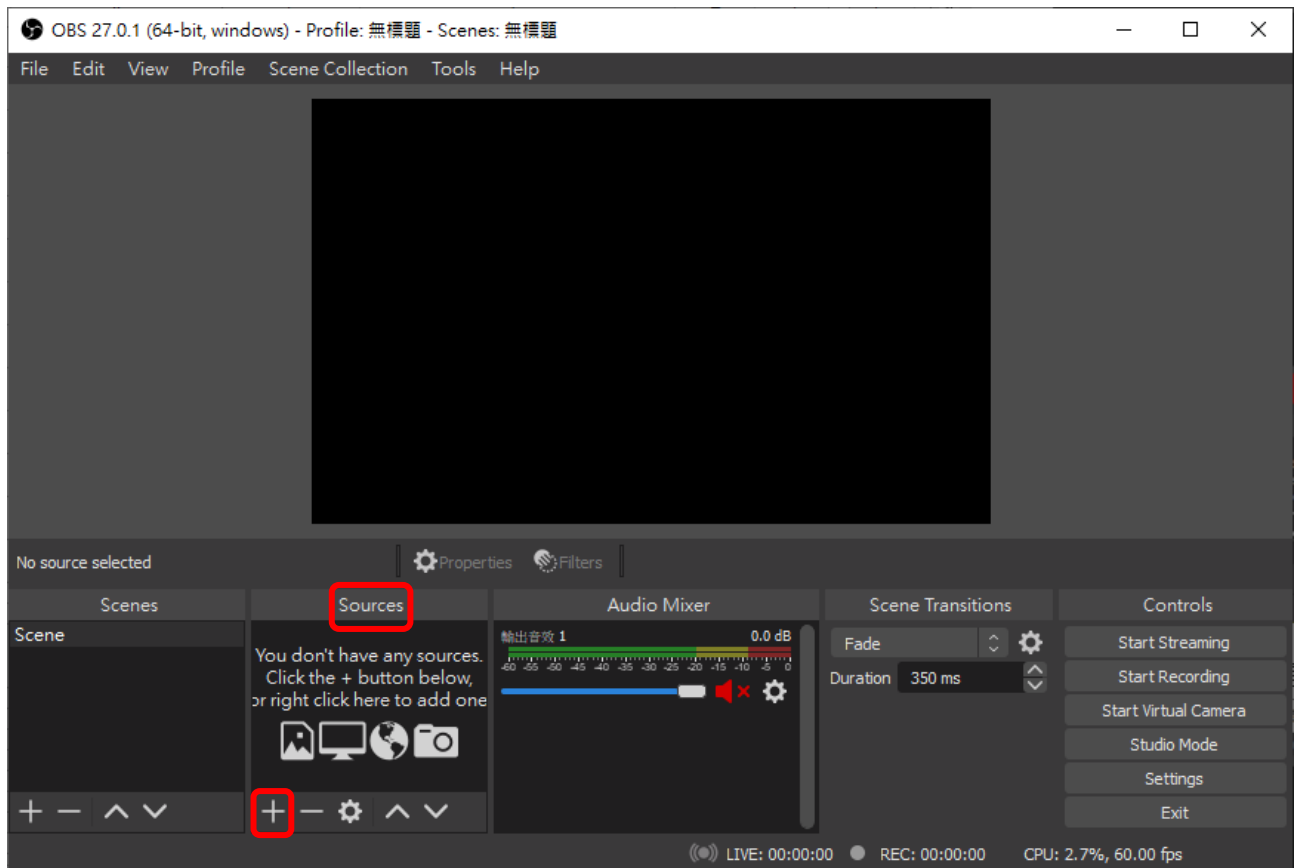 OBS 27.0.1 (64-bit, windows) - Profile: 無標題 - Scenes: 無標題
File Edit View Profile Scene Collection Tools Help
No source selected
Properties
Filters
Scenes
Scene
Sources
You don't have any sources.
Click the + button below,
or right click here to add one
Audio Mixer
輸出音效 1 0.0 dB
-60 -55 -50 -45 -40 -35 -30 -25 -20 -15 -10 -5 0
Scene Transitions
Fade
Duration 350 ms
Controls
Start Streaming
Start Recording
Start Virtual Camera
Studio Mode
Settings
Exit
LIVE: 00:00:00 REC: 00:00:00 CPU: 2.7%, 60.00 fps